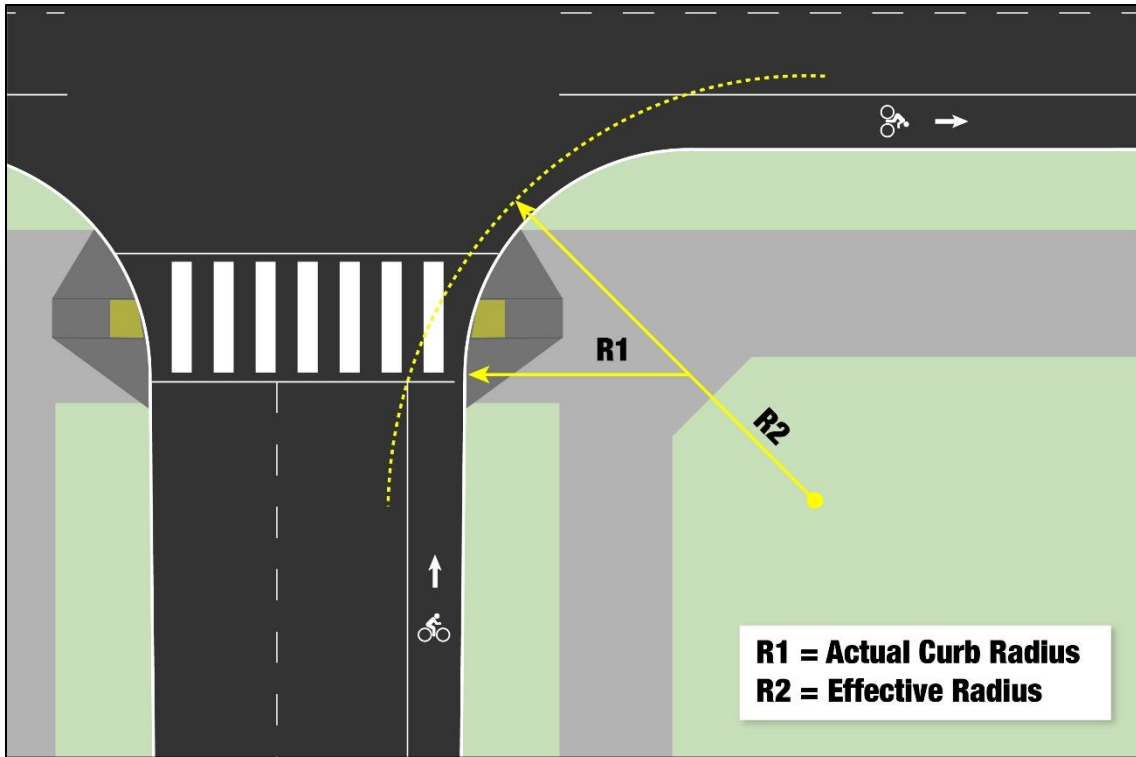 R1
R2
R1 = Actual Curb Radius
R2 = Effective Radius